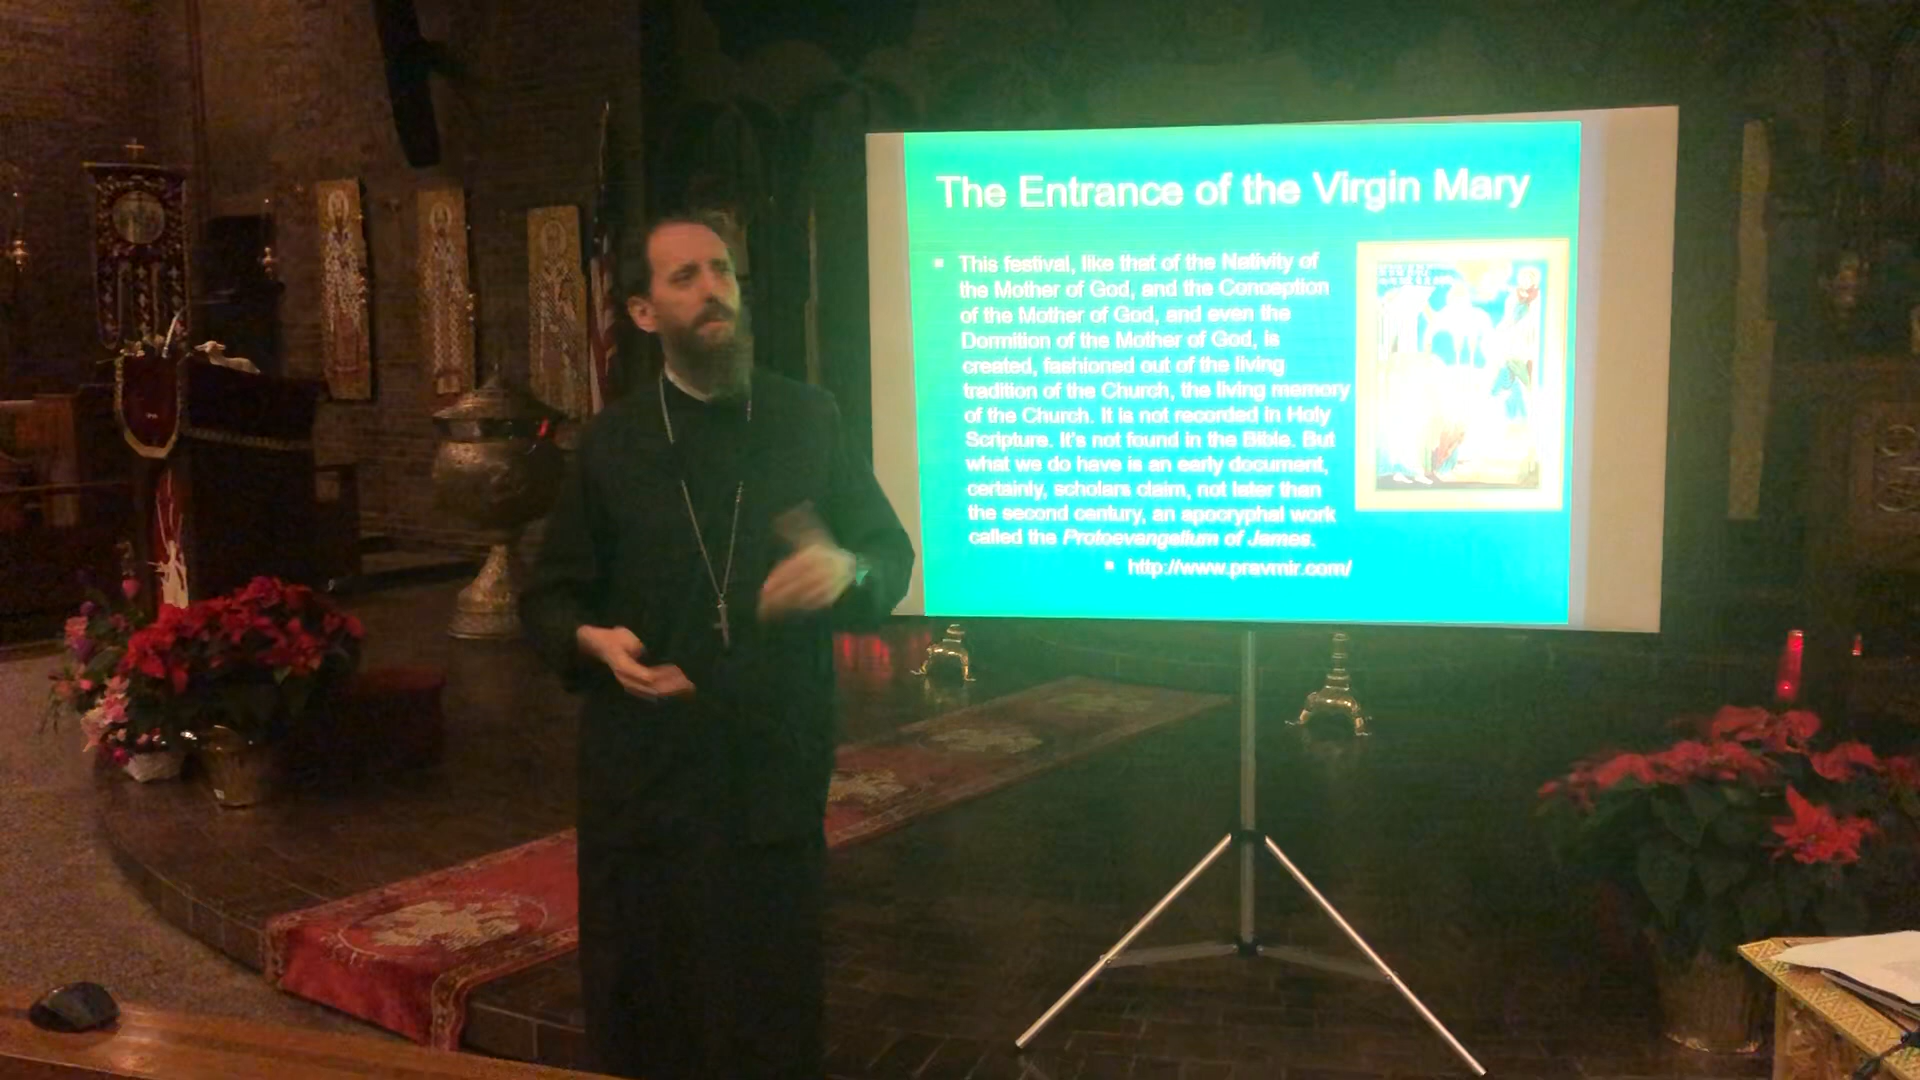 The Entrance of the Virgin Mary
This festival, like that of the Nativity of
the Mother of God, and the Conception
of the Mother of God, and even the
Dormition of the Mother of God, is
created, fashioned out of the living
tradition of the Church, the living memory
of the Church. It is not recorded in Holy
Scripture. It's not found in the Bible. But
what we do have is an early document,
certainly, scholars claim, not later than
the second century, an apocryphal work
called the Protoevangelium of James.
http://www.pravmir.com/